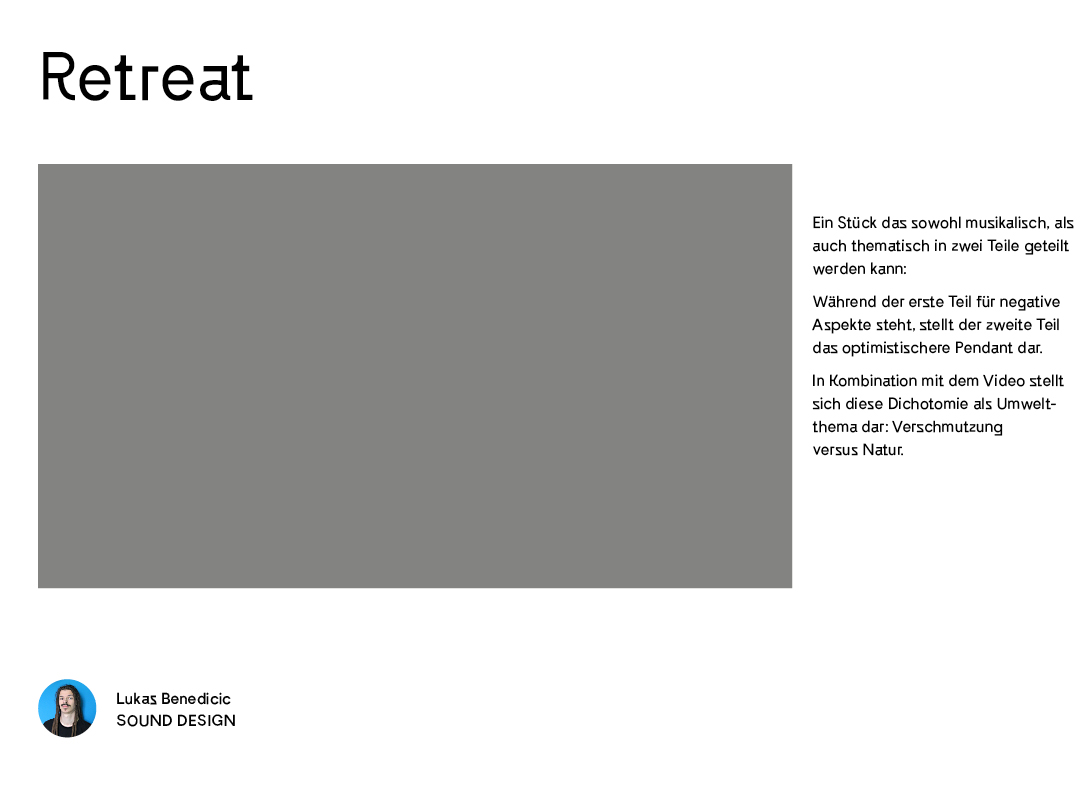 Retreat
Ein Stück das sowohl musikalisch, als
auch thematisch in zwei Teile geteilt
werden kann:
Während der erste Teil für negative
Aspekte steht, stellt der zweite Teil
das optimistischere Pendant dar.
In Kombination mit dem Video stellt
sich diese Dichotomie als Umwelt-
thema dar: Verschmutzung
versus Natur.
Lukas Benedicic
SOUND DESIGN